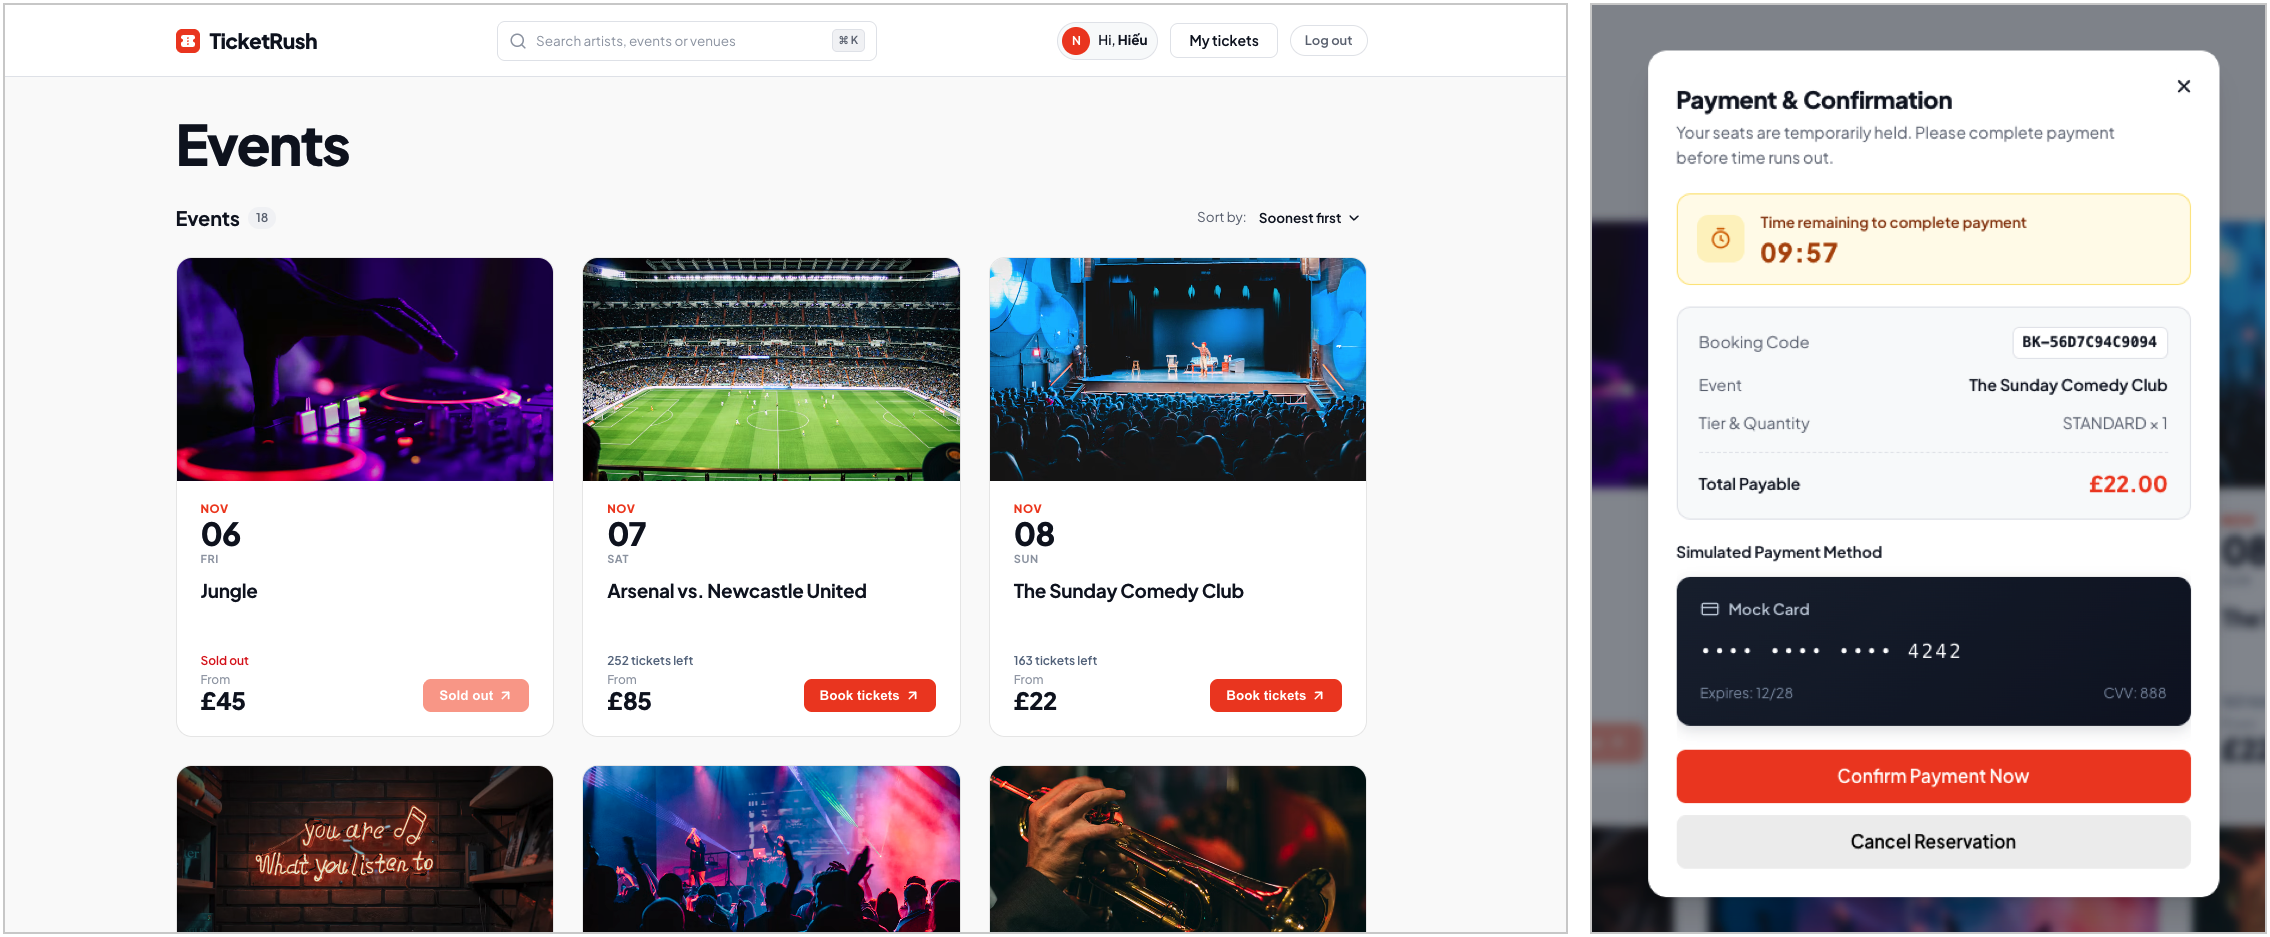 TicketRush
Search artists, events or venues
⌘ K
N
Hi, Hiếu
My tickets
Log out
Events
Events 18
Sort by: Soonest first
NOV
06
FRI
Jungle
Sold out
From
£45
Sold out
NOV
07
SAT
Arsenal vs. Newcastle United
252 tickets left
From
£85
Book tickets
NOV
08
SUN
The Sunday Comedy Club
163 tickets left
From
£22
Book tickets
you are
What you listen to
Payment & Confirmation
Your seats are temporarily held. Please complete payment
before time runs out.
Time remaining to complete payment
09:57
Booking Code BK-56D7C94C9094
Event The Sunday Comedy Club
Tier & Quantity STANDARD × 1
Total Payable £22.00
Simulated Payment Method
Mock Card
•••• •••• •••• 4242
Expires: 12/28 CVV: 888
Confirm Payment Now
Cancel Reservation